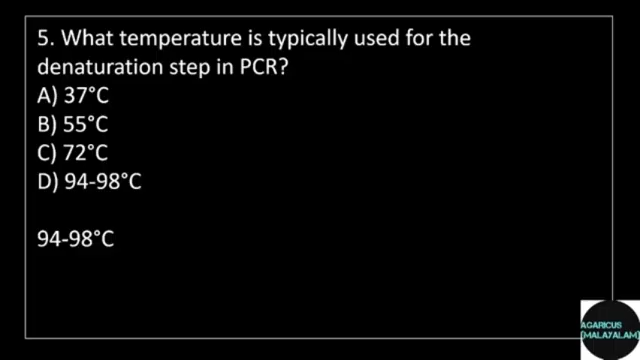 5. What temperature is typically used for the
denaturation step in PCR?
A) 37°C
B) 55°C
C) 72°C
D) 94-98°C
94-98°C
AGARICUS
(MALAYALAM)